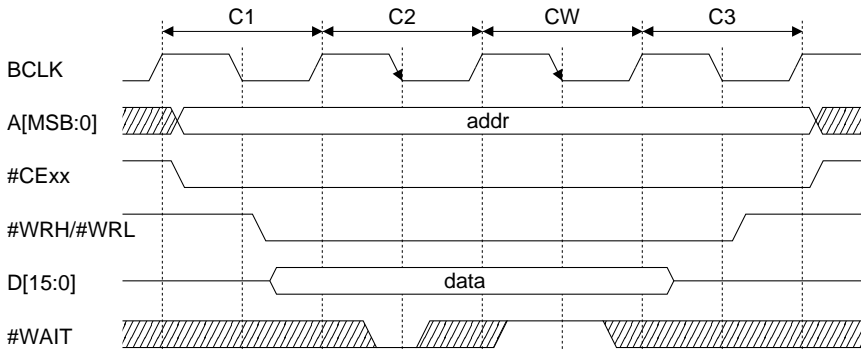 C1 C2 CW C3
BCLK
A[MSB:0] addr
#CExx
#WRH/#WRL
D[15:0] data
#WAIT